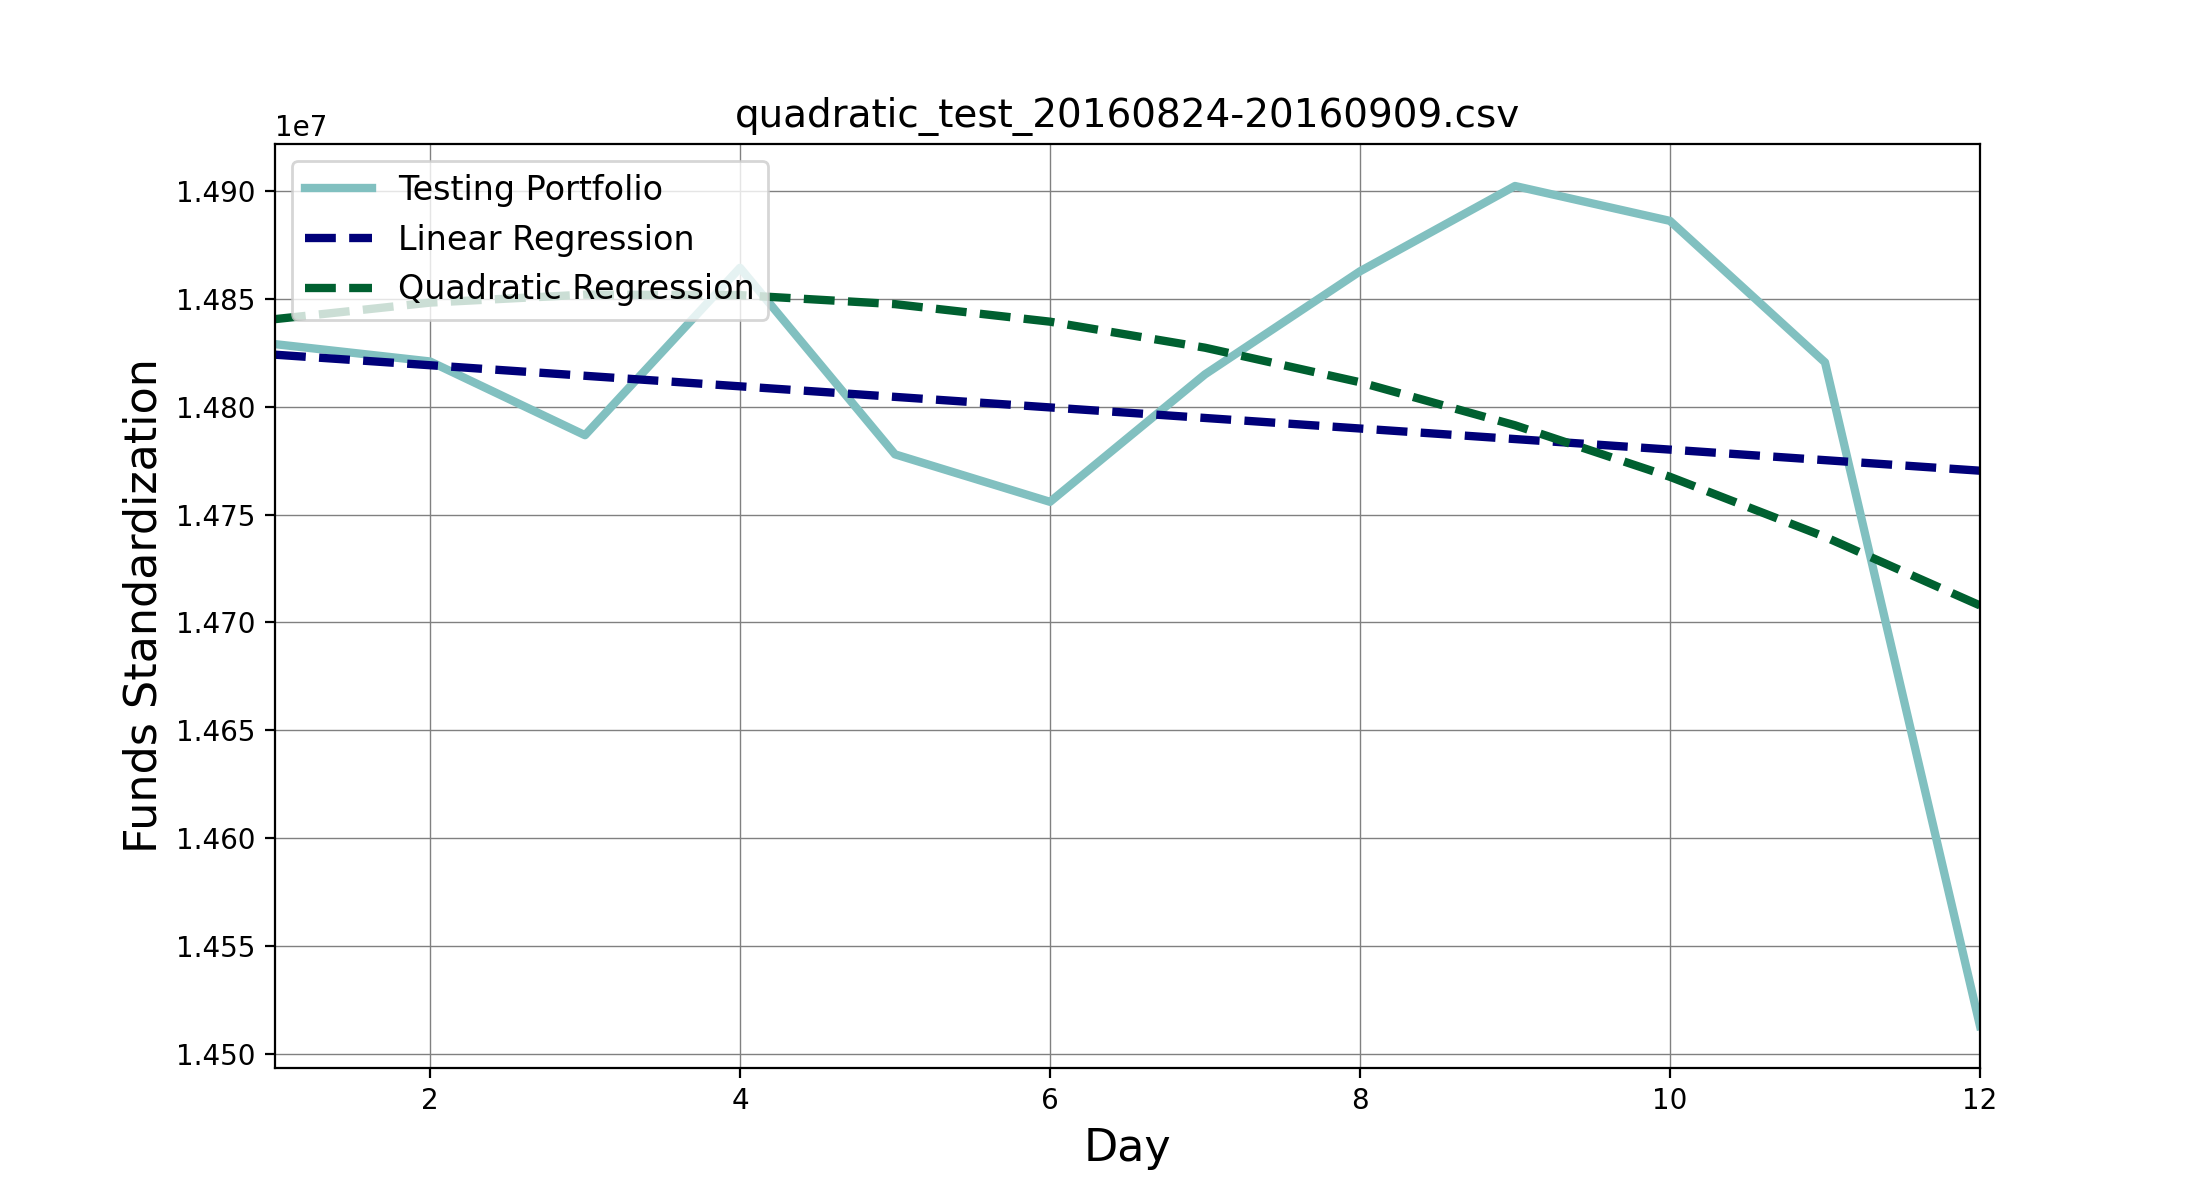 quadratic_test_20160824-20160909.csv
1e7
Testing Portfolio
Linear Regression
Quadratic Regression
1.490
1.485
1.480
1.475
1.470
1.465
1.460
1.455
1.450
Funds Standardization
2 4 6 8 10 12
Day